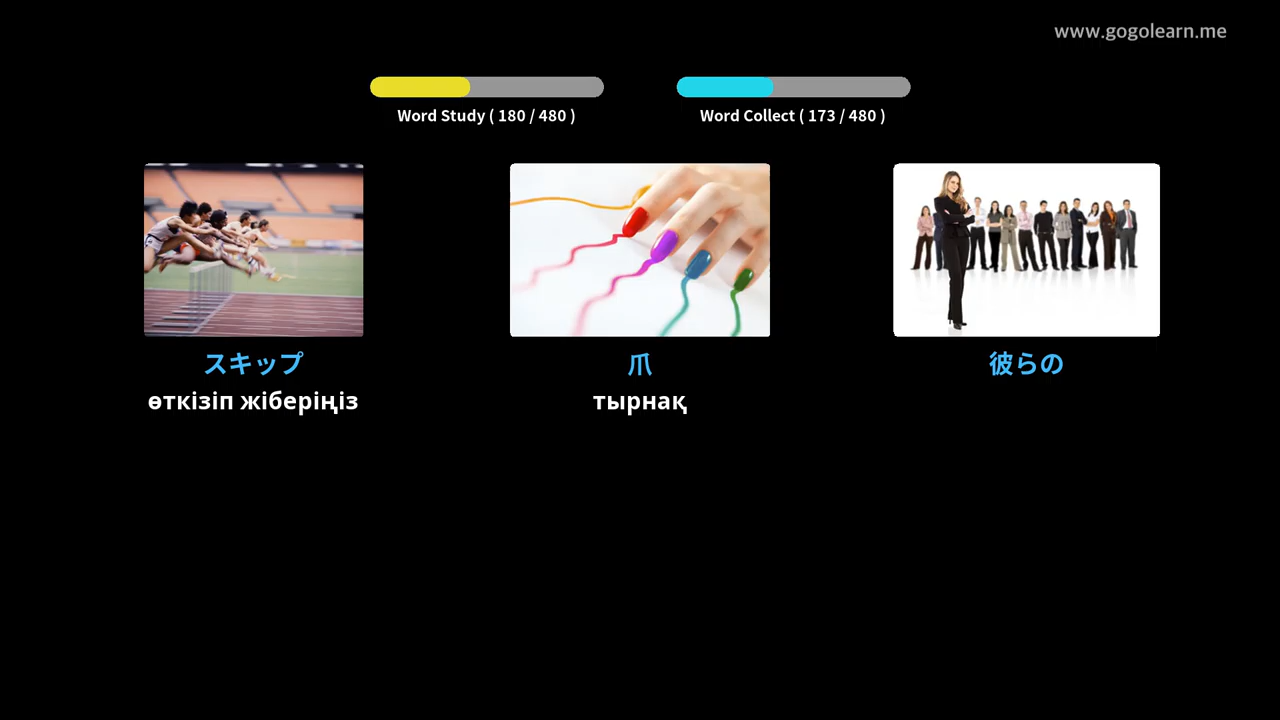 www.gogolearn.me
Word Study ( 180 / 480 )
Word Collect ( 173 / 480 )
スキップ
өткізіп жіберіңіз
爪
тырнақ
彼らの